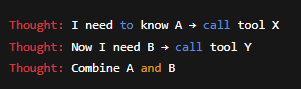 Thought: I need to know A → call tool X
Thought: Now I need B → call tool Y
Thought: Combine A and B